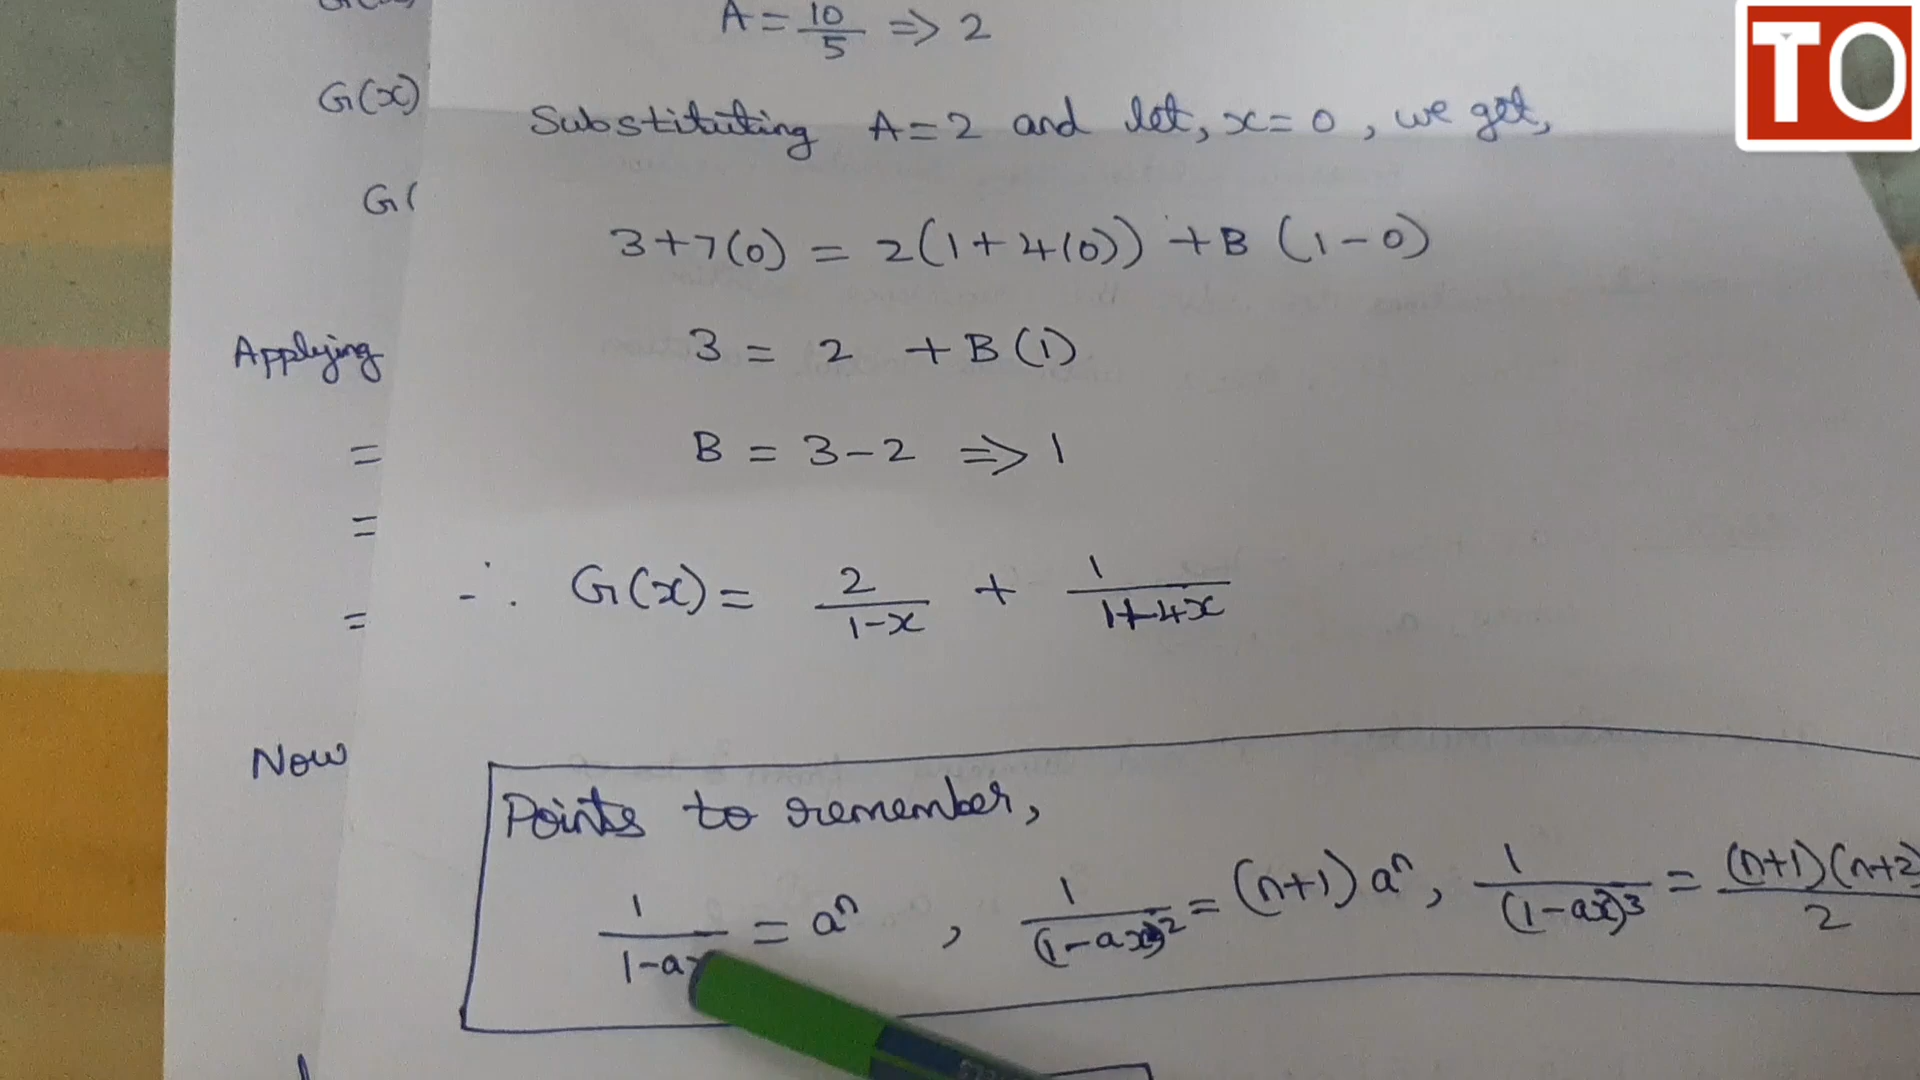 TO
A = 10/5 => 2
G(x)
Substituting A=2 and let, x=0, we get,
G(
3+7(0) = 2(1+4(0)) + B (1-0)
Applying
3 = 2 + B(1)
=
B = 3-2 => 1
=
∴ G(x) = 2/(1-x) + 1/(1+4x)
=
Now
Points to remember,
1/(1-ax = aⁿ , 1/(1-ax)² = (n+1) aⁿ, 1/(1-ax)³ = (n+1)(n+2)/2